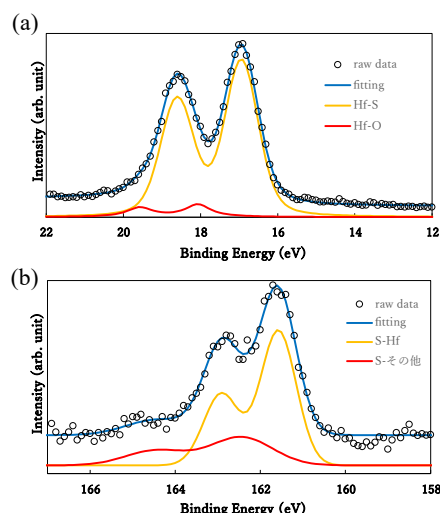 (a)
Intensity (arb. unit)
raw data
fitting
Hf-S
Hf-O
22 20 18 16 14 12
Binding Energy (eV)
(b)
Intensity (arb. unit)
raw data
fitting
S-Hf
S-その他
166 164 162 160 158
Binding Energy (eV)